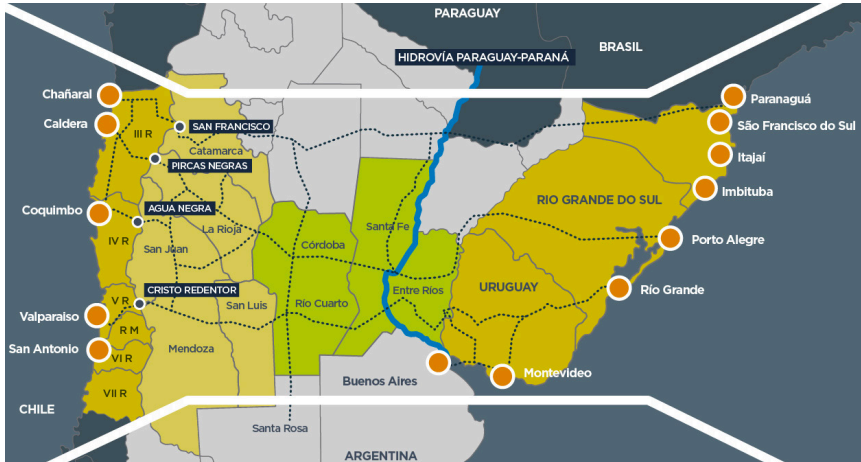 PARAGUAY
BRASIL
HIDROVÍA PARAGUAY-PARANÁ
Chañaral
Paranaguá
Caldera
III R
SAN FRANCISCO
São Francisco do Sul
Catamarca
Itajaí
PIRCAS NEGRAS
Imbituba
RIO GRANDE DO SUL
Coquimbo
AGUA NEGRA
La Rioja
Santa Fe
IV R
San Juan
Córdoba
Porto Alegre
CRISTO REDENTOR
Entre Ríos
URUGUAY
Río Grande
V R
San Luis
Río Cuarto
Valparaiso
R M
San Antonio
Mendoza
VI R
Buenos Aires
Montevideo
VII R
CHILE
Santa Rosa
ARGENTINA